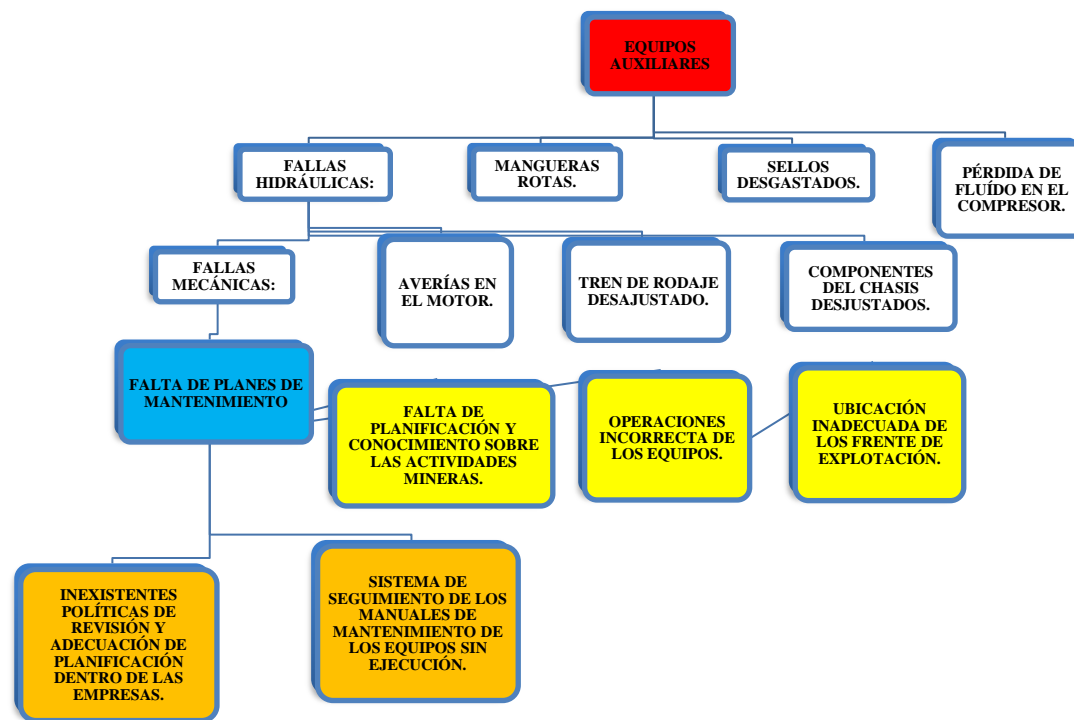 EQUIPOS
AUXILIARES
FALLAS
HIDRÁULICAS:
MANGUERAS
ROTAS.
SELLOS
DESGASTADOS.
PÉRDIDA DE
FLUÍDO EN EL
COMPRESOR.
FALLAS
MECÁNICAS:
AVERÍAS EN
EL MOTOR.
TREN DE RODAJE
DESAJUSTADO.
COMPONENTES
DEL CHASIS
DESJUSTADOS.
FALTA DE PLANES DE
MANTENIMIENTO
FALTA DE
PLANIFICACIÓN Y
CONOCIMIENTO SOBRE
LAS ACTIVIDADES
MINERAS.
OPERACIONES
INCORRECTA DE
LOS EQUIPOS.
UBICACIÓN
INADECUADA DE
LOS FRENTE DE
EXPLOTACIÓN.
INEXISTENTES
POLÍTICAS DE
REVISIÓN Y
ADECUACIÓN DE
PLANIFICACIÓN
DENTRO DE LAS
EMPRESAS.
SISTEMA DE
SEGUIMIENTO DE LOS
MANUALES DE
MANTENIMIENTO DE
LOS EQUIPOS SIN
EJECUCIÓN.